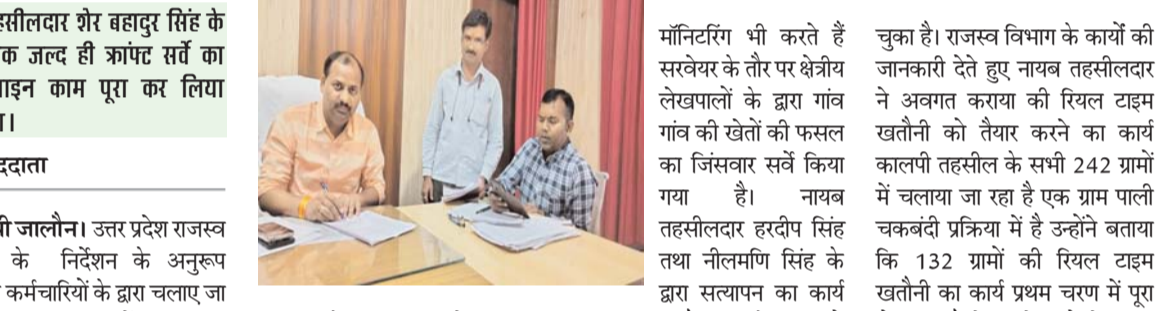 हसीलदार शेर बहादुर सिंह के
क जल्द ही क्रांफ्ट सर्वे का
ाइन काम पूरा कर लिया
ा।
ददाता
ी जालौन। उत्तर प्रदेश राजस्व
के निर्देशन के अनुरूप
कर्मचारियों के द्वारा चलाए जा
मॉनिटरिंग भी करते हैं
सरवेयर के तौर पर क्षेत्रीय
लेखपालों के द्वारा गांव
गांव की खेतों की फसल
का जिंसवार सर्वे किया
गया है। नायब
तहसीलदार हरदीप सिंह
तथा नीलमणि सिंह के
द्वारा सत्यापन का कार्य
चुका है। राजस्व विभाग के कार्यों की
जानकारी देते हुए नायब तहसीलदार
ने अवगत कराया की रियल टाइम
खतौनी को तैयार करने का कार्य
कालपी तहसील के सभी 242 ग्रामों
में चलाया जा रहा है एक ग्राम पाली
चकबंदी प्रक्रिया में है उन्होंने बताया
कि 132 ग्रामों की रियल टाइम
खतौनी का कार्य प्रथम चरण में पूरा